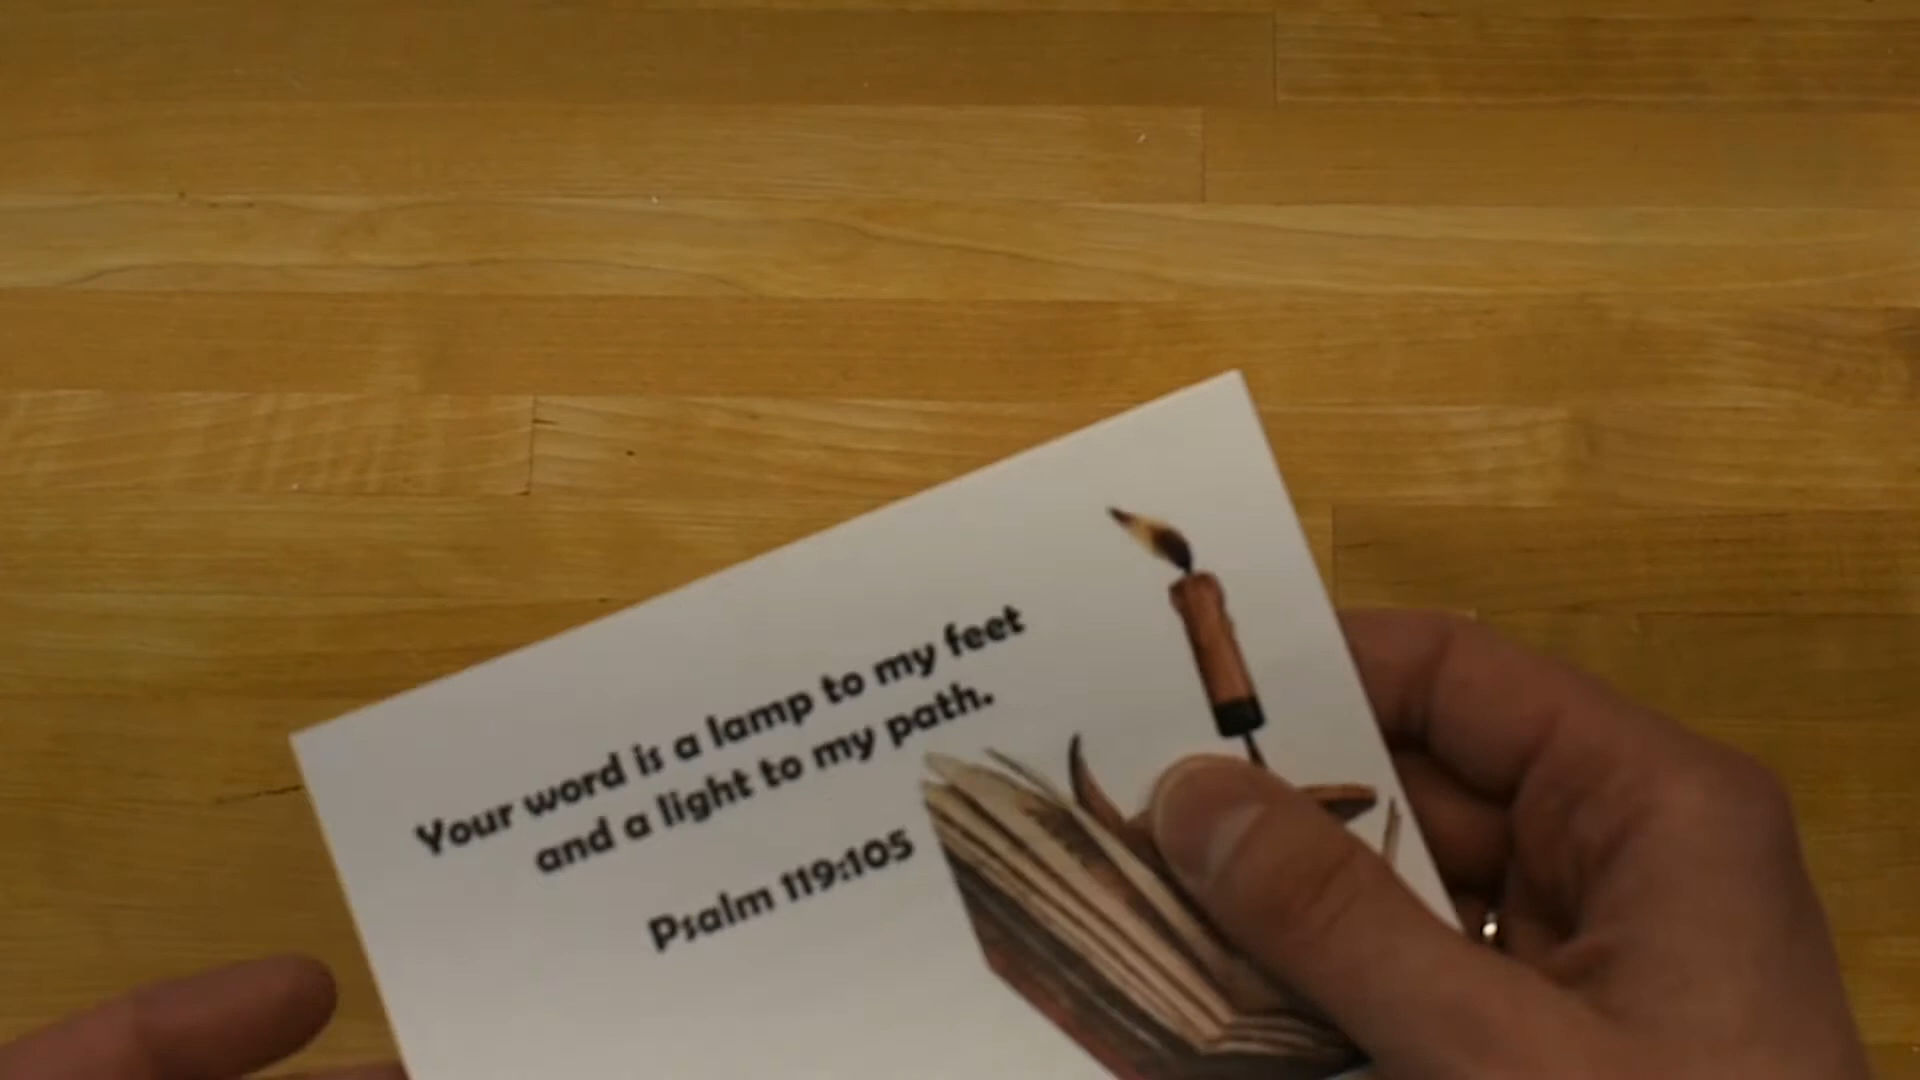 Your word is a lamp to my feet
and a light to my path.
Psalm 119:105